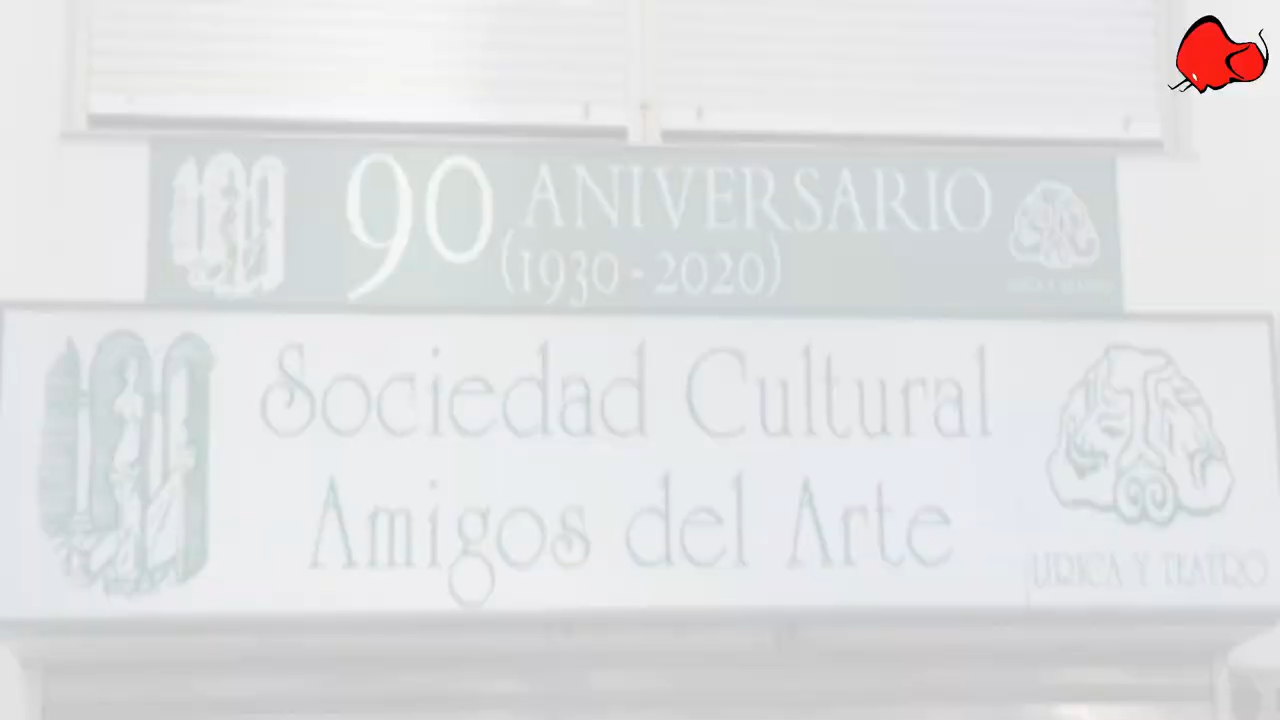 90 ANIVERSARIO
(1930 - 2020)
Sociedad Cultural
Amigos del Arte
LIRICA Y TEATRO